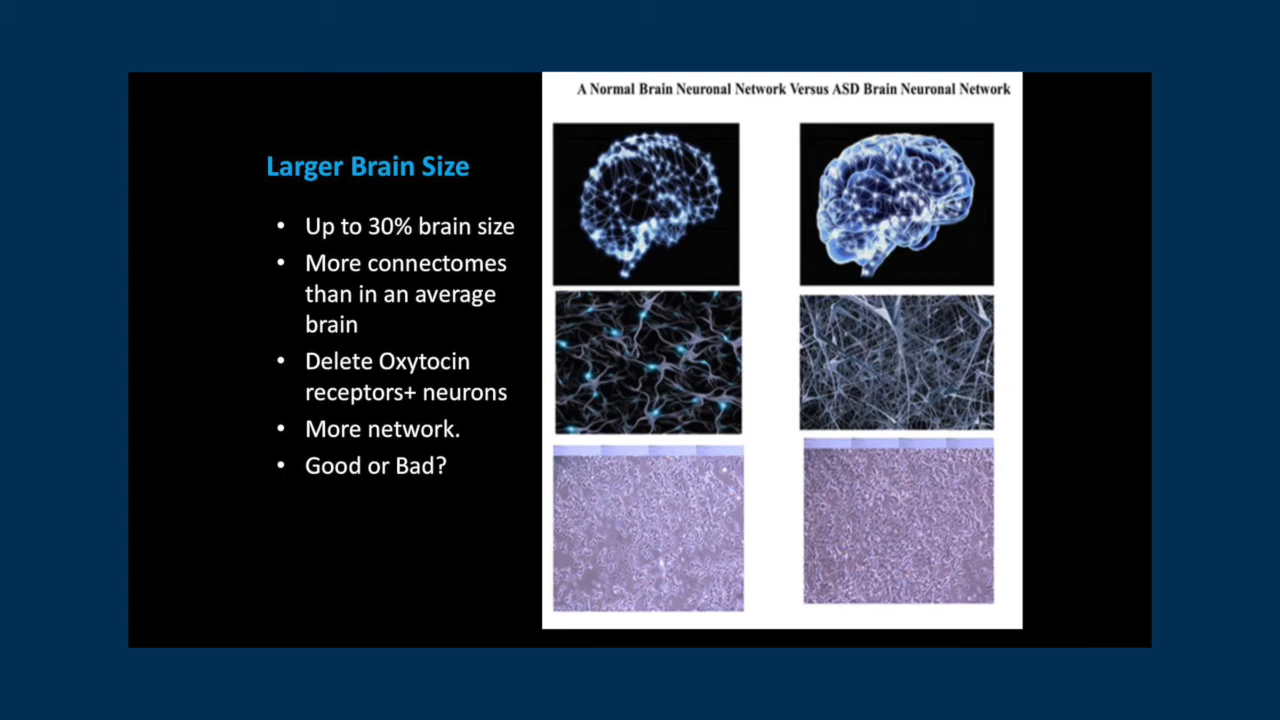 A Normal Brain Neuronal Network Versus ASD Brain Neuronal Network
Larger Brain Size
• Up to 30% brain size
• More connectomes
than in an average
brain
• Delete Oxytocin
receptors+ neurons
• More network.
• Good or Bad?